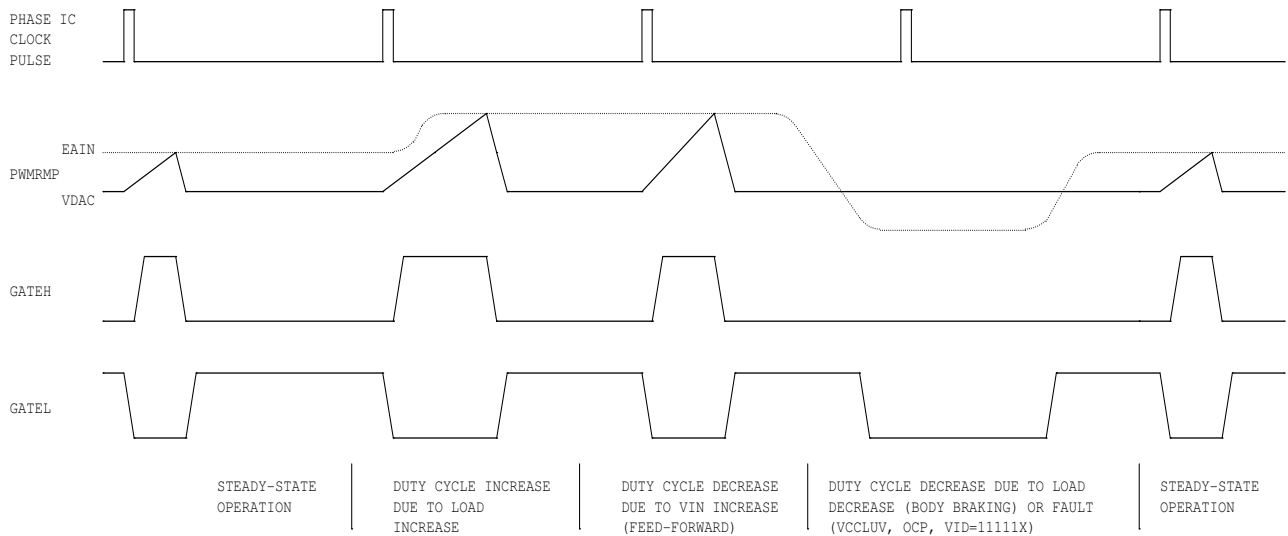 PHASE IC
CLOCK
PULSE
EAIN
PWMRMP
VDAC
GATEH
GATEL
STEADY-STATE
OPERATION
DUTY CYCLE INCREASE
DUE TO LOAD
INCREASE
DUTY CYCLE DECREASE
DUE TO VIN INCREASE
(FEED-FORWARD)
DUTY CYCLE DECREASE DUE TO LOAD
DECREASE (BODY BRAKING) OR FAULT
(VCCLUV, OCP, VID=11111X)
STEADY-STATE
OPERATION